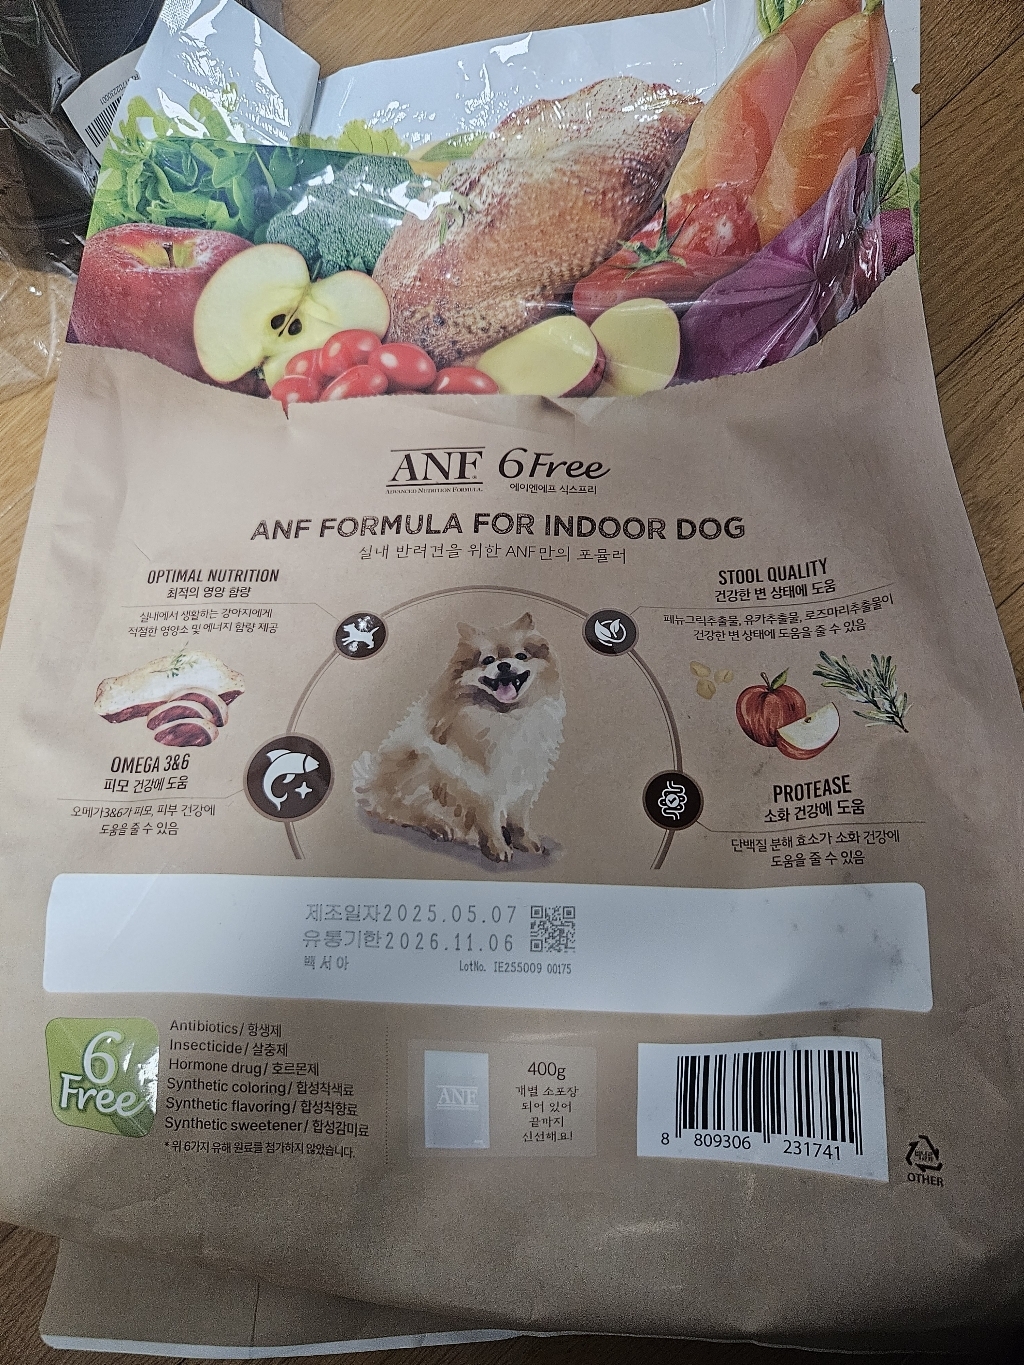 ANF 6Free
ADVANCED NUTRITION FORMULA
에이엔에프 식스프리
ANF FORMULA FOR INDOOR DOG
실내 반려견을 위한 ANF만의 포뮬러
OPTIMAL NUTRITION
최적의 영양 함량
실내에서 생활하는 강아지에게
적절한 영양소 및 에너지 함량 제공
STOOL QUALITY
건강한 변 상태에 도움
페뉴그릭추출물, 유카추출물, 로즈마리추출물이
건강한 변 상태에 도움을 줄 수 있음
OMEGA 3&6
피모 건강에 도움
오메가3&6가 피모, 피부 건강에
도움을 줄 수 있음
PROTEASE
소화 건강에 도움
단백질 분해 효소가 소화 건강에
도움을 줄 수 있음
제조일자2025.05.07
유통기한2026.11.06
백서아 LotNo. IE255009 00175
6 Free
Antibiotics/ 항생제
Insecticide/ 살충제
Hormone drug/ 호르몬제
Synthetic coloring/ 합성착색료
Synthetic flavoring/ 합성착향료
Synthetic sweetener/ 합성감미료
* 위 6가지 유해 원료를 첨가하지 않았습니다.
ANF
400g
개별 소포장
되어 있어
끝까지
신선해요!
8 809306 231741
OTHER